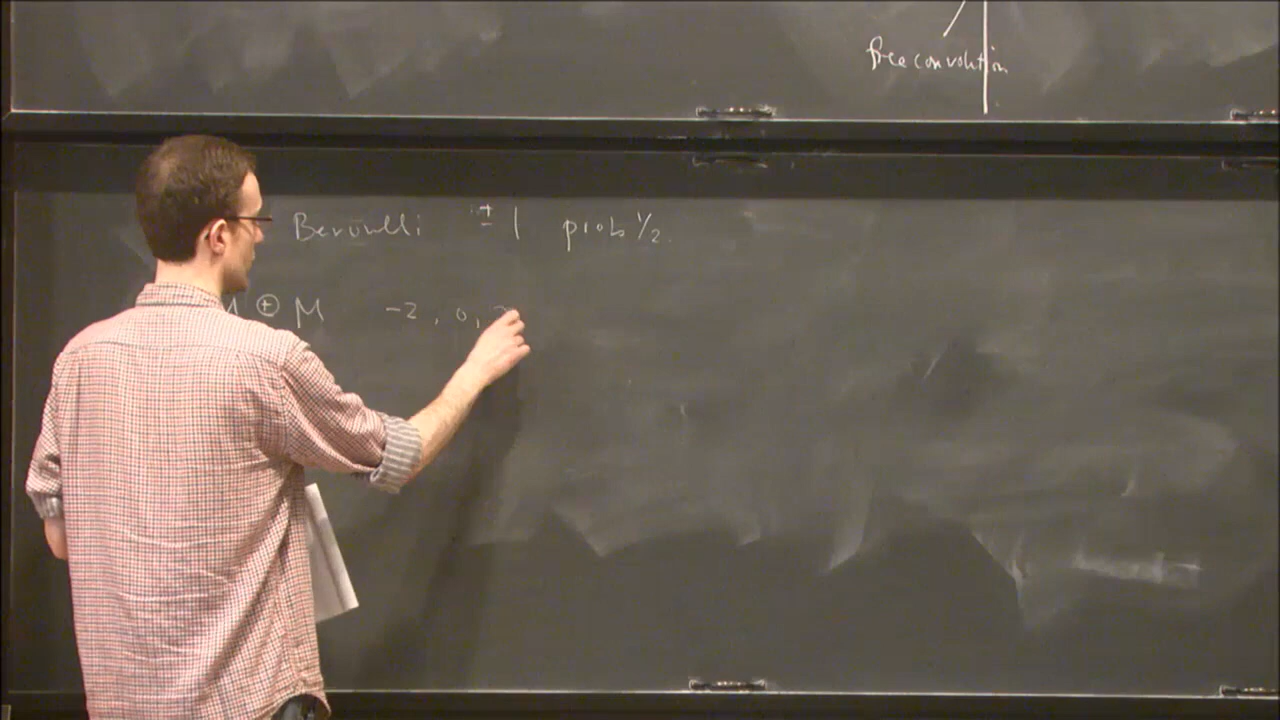 free convolution
Bernoulli ± 1 prob 1/2.
M ⊕ M -2, 0, 2